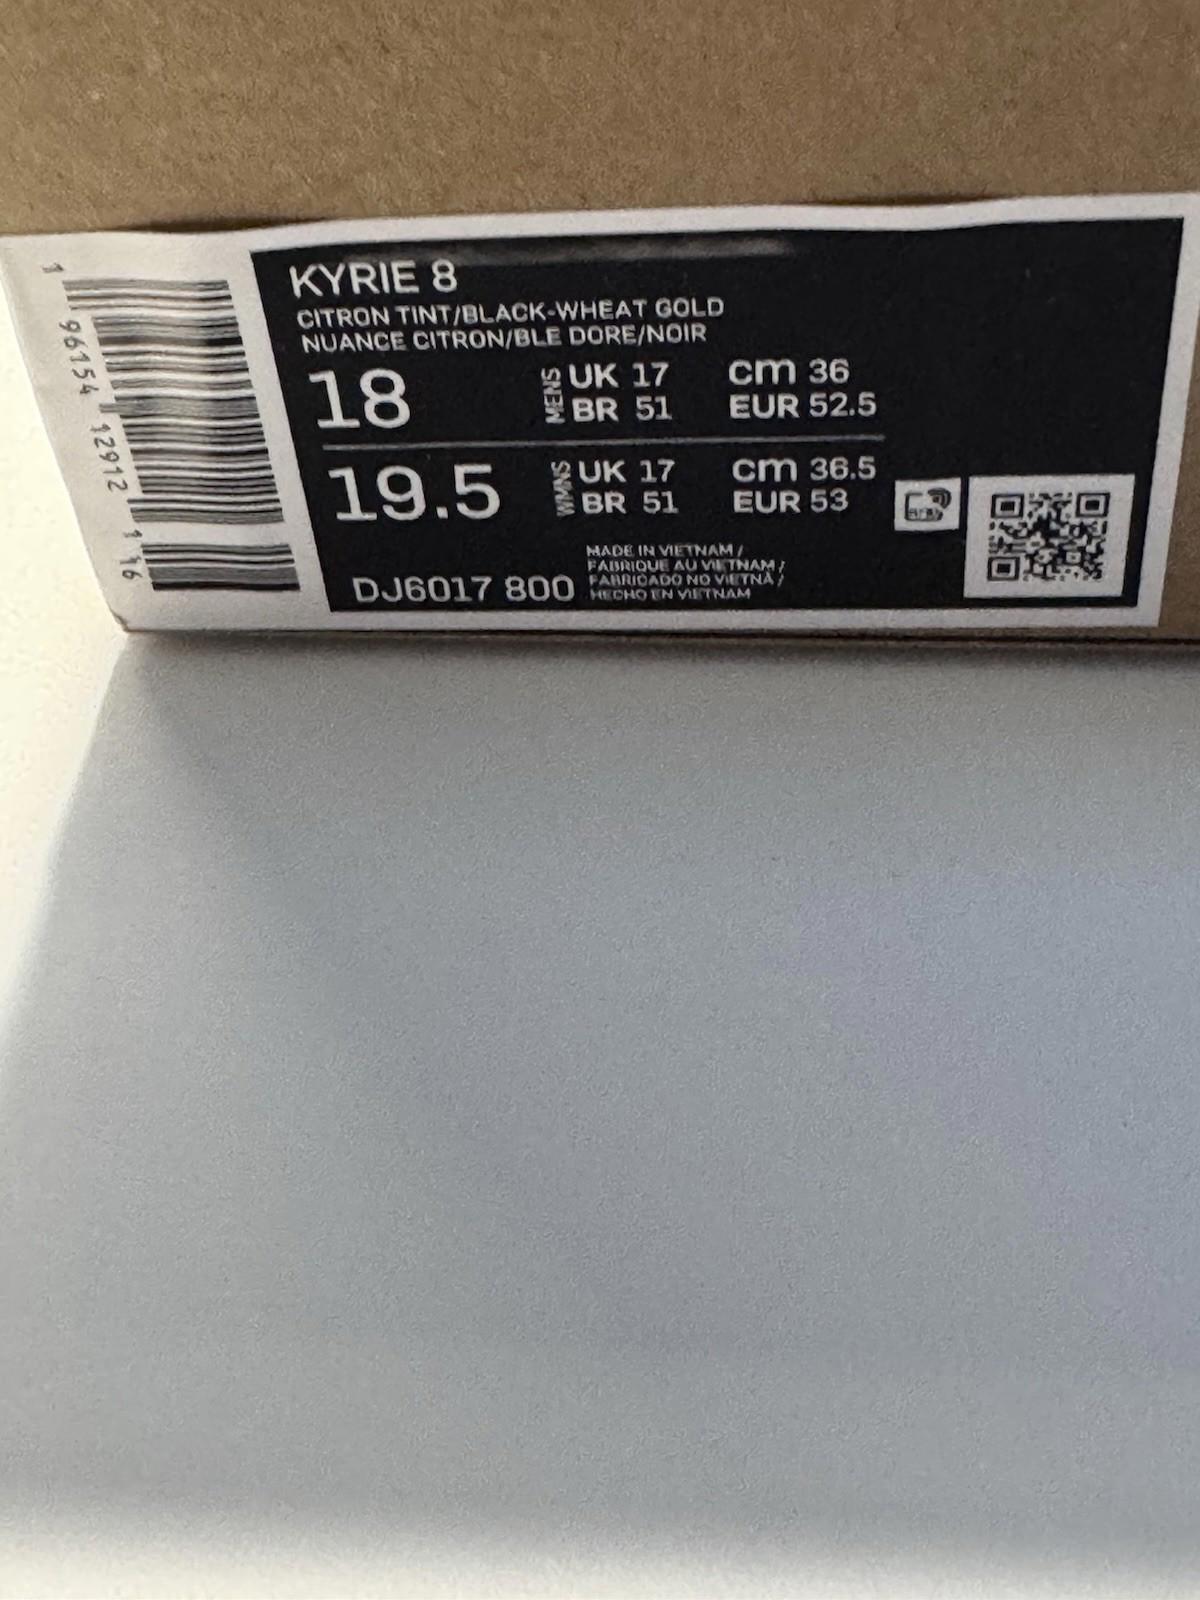 KYRIE 8
CITRON TINT/BLACK-WHEAT GOLD
NUANCE CITRON/BLE DORE/NOIR
18 MENS UK 17 cm 36
BR 51 EUR 52.5
19.5 WMNS UK 17 cm 36.5
BR 51 EUR 53
DJ6017 800
MADE IN VIETNAM /
FABRIQUE AU VIETNAM /
FABRICADO NO VIETNÃ /
HECHO EN VIETNAM
1 96154 12912 1 16